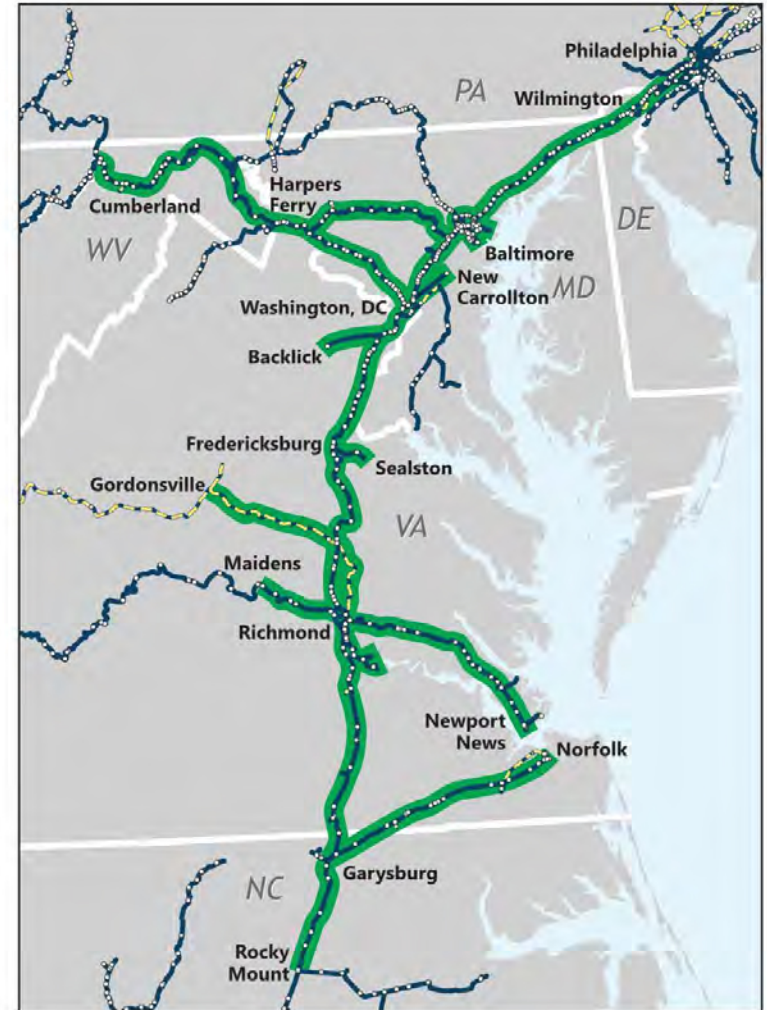 Philadelphia
PA
Wilmington
Harpers
Ferry
Cumberland
DE
WV
Baltimore
New
Carrollton
MD
Washington, DC
Backlick
Fredericksburg
Sealston
Gordonsville
VA
Maidens
Richmond
Newport
News
Norfolk
Garysburg
NC
Rocky
Mount